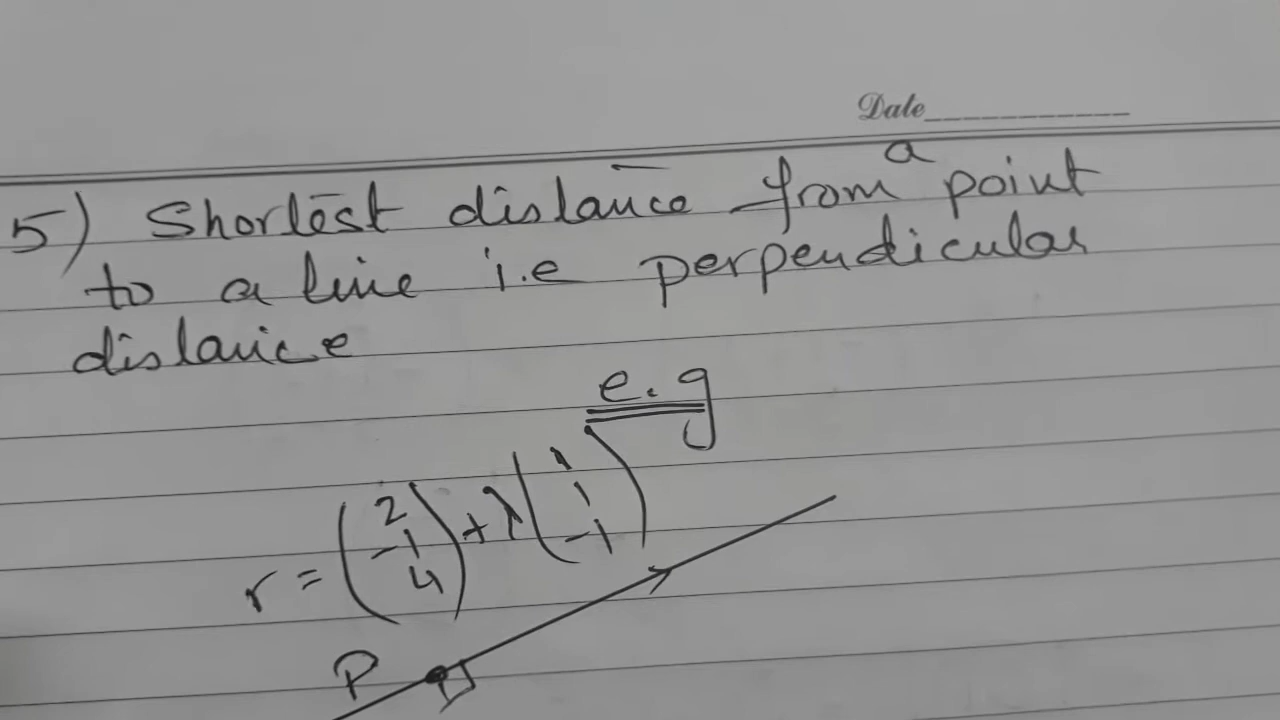 Date
5) Shortest distance from a point
to a line i.e perpendicular
distance
e.g
r = (2 -1 4) + λ(1 1 -1)
P